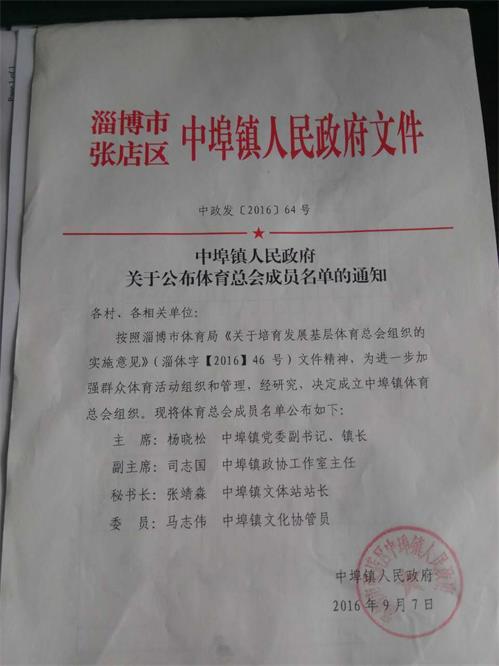 淄博市
张店区
中埠镇人民政府文件
中政发〔2016〕64号
中埠镇人民政府
关于公布体育总会成员名单的通知
各村、各相关单位：
按照淄博市体育局《关于培育发展基层体育总会组织的
实施意见》（淄体字【2016】46 号）文件精神，为进一步加
强群众体育活动组织和管理，经研究，决定成立中埠镇体育
总会组织。现将体育总会成员名单公布如下：
主 席：杨晓松 中埠镇党委副书记、镇长
副主席：司志国 中埠镇政协工作室主任
秘书长：张靖淼 中埠镇文体站站长
委 员：马志伟 中埠镇文化协管员
中埠镇人民政府
2016年9月7日